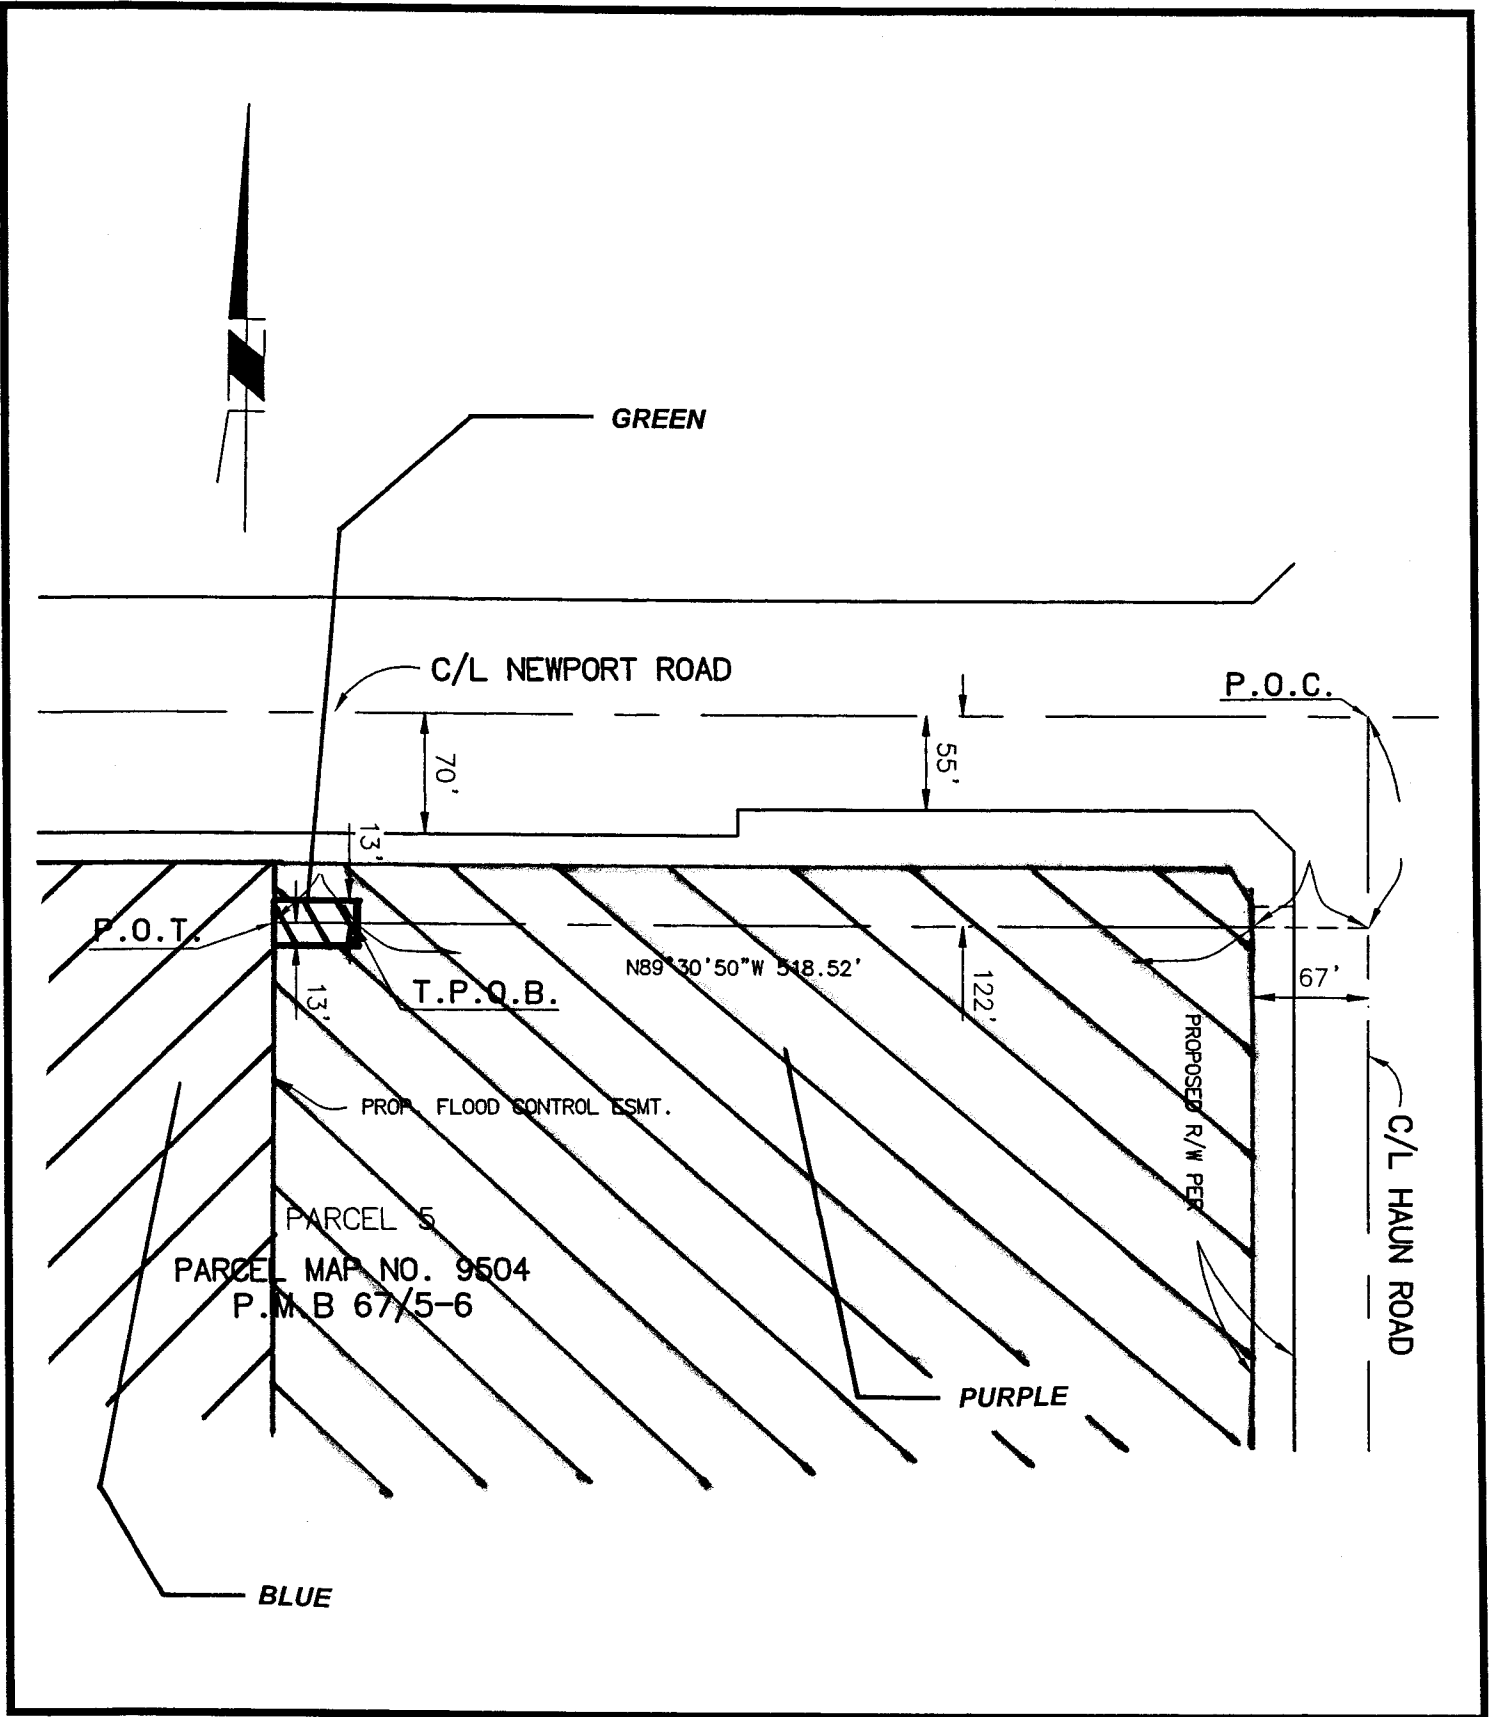 GREEN
C/L NEWPORT ROAD
P.O.C.
70'
55'
13'
P.O.T.
N89°30'50"W 518.52'
67'
T.P.O.B.
13'
122'
PROPOSED R/W PER
PROP. FLOOD CONTROL ESMT.
C/L HAUN ROAD
PARCEL 5
PARCEL MAP NO. 9504
P.M.B 67/5-6
PURPLE
BLUE